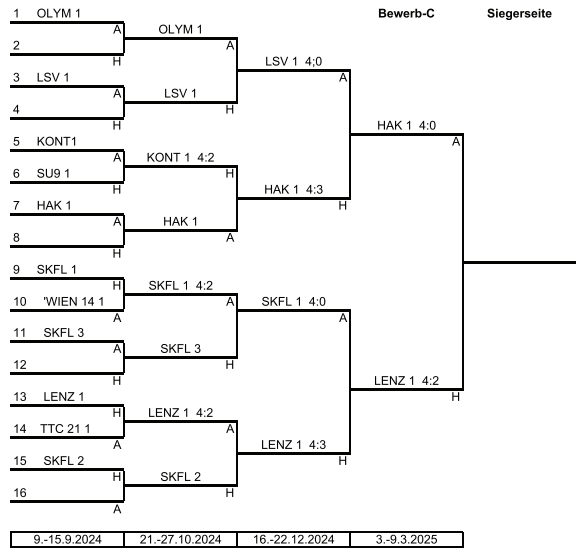 Bewerb-C Siegerseite
1 OLYM 1
A OLYM 1
2 A
H LSV 1 4;0
3 LSV 1 A
A LSV 1
4 H
H HAK 1 4:0
5 KONT1 A
A KONT 1 4:2
6 SU9 1 H
H HAK 1 4:3
7 HAK 1 H
A HAK 1
8 A
H
9 SKFL 1
H SKFL 1 4:2
10 'WIEN 14 1 A
A SKFL 1 4:0
11 SKFL 3 A
A SKFL 3
12 H
H LENZ 1 4:2
13 LENZ 1 H
H LENZ 1 4:2
14 TTC 21 1 A
A LENZ 1 4:3
15 SKFL 2 H
H SKFL 2
16 H
A
9.-15.9.2024 21.-27.10.2024 16.-22.12.2024 3.-9.3.2025